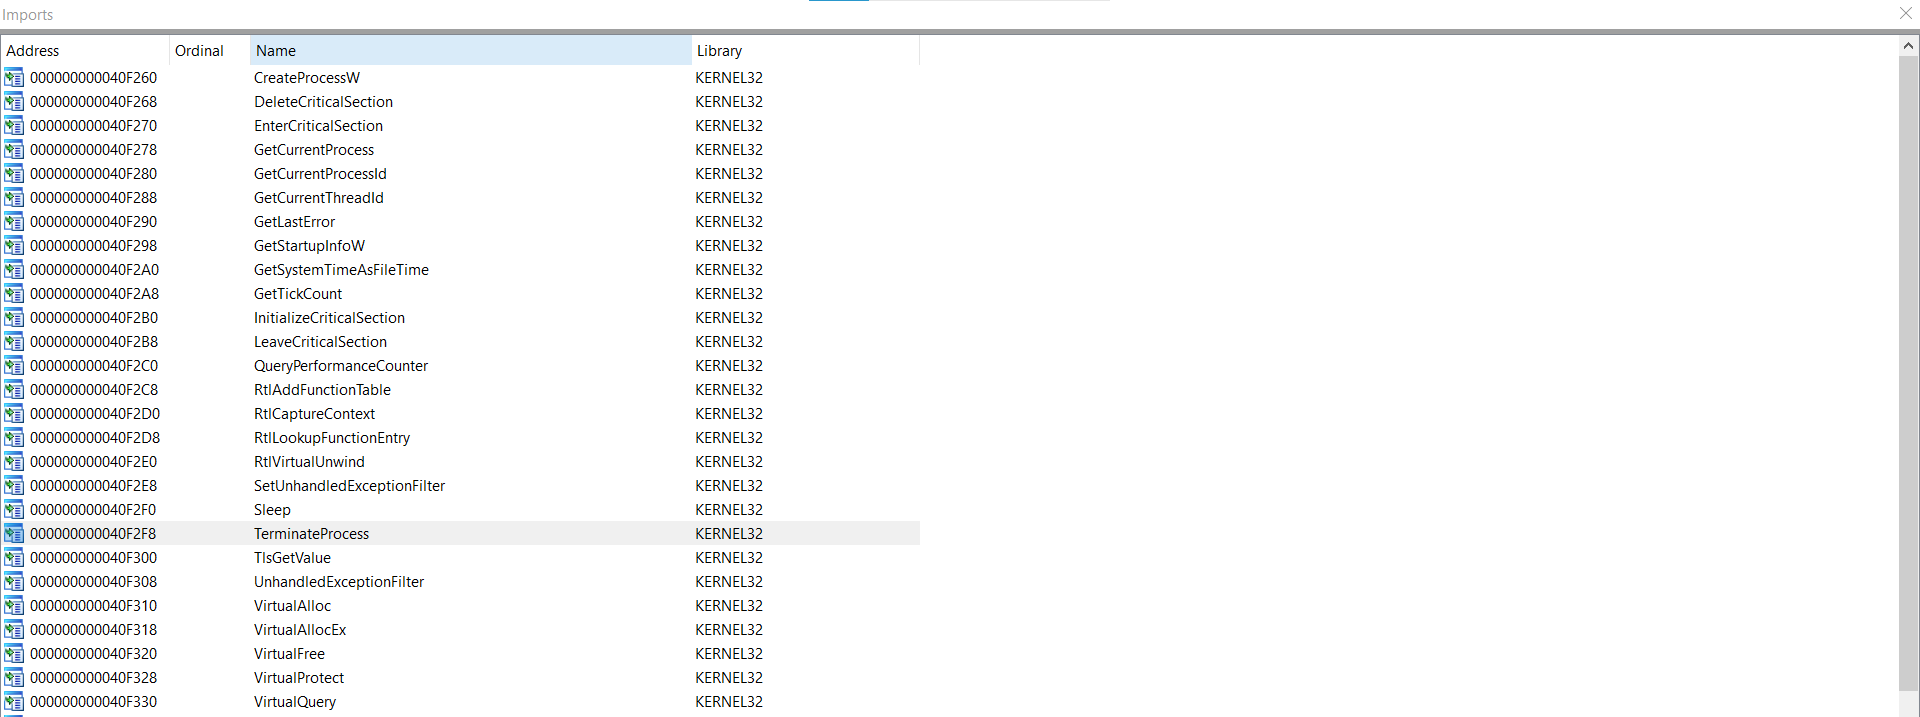 Imports
Address Ordinal Name Library
000000000040F260 CreateProcessW KERNEL32
000000000040F268 DeleteCriticalSection KERNEL32
000000000040F270 EnterCriticalSection KERNEL32
000000000040F278 GetCurrentProcess KERNEL32
000000000040F280 GetCurrentProcessId KERNEL32
000000000040F288 GetCurrentThreadId KERNEL32
000000000040F290 GetLastError KERNEL32
000000000040F298 GetStartupInfoW KERNEL32
000000000040F2A0 GetSystemTimeAsFileTime KERNEL32
000000000040F2A8 GetTickCount KERNEL32
000000000040F2B0 InitializeCriticalSection KERNEL32
000000000040F2B8 LeaveCriticalSection KERNEL32
000000000040F2C0 QueryPerformanceCounter KERNEL32
000000000040F2C8 RtlAddFunctionTable KERNEL32
000000000040F2D0 RtlCaptureContext KERNEL32
000000000040F2D8 RtlLookupFunctionEntry KERNEL32
000000000040F2E0 RtlVirtualUnwind KERNEL32
000000000040F2E8 SetUnhandledExceptionFilter KERNEL32
000000000040F2F0 Sleep KERNEL32
000000000040F2F8 TerminateProcess KERNEL32
000000000040F300 TlsGetValue KERNEL32
000000000040F308 UnhandledExceptionFilter KERNEL32
000000000040F310 VirtualAlloc KERNEL32
000000000040F318 VirtualAllocEx KERNEL32
000000000040F320 VirtualFree KERNEL32
000000000040F328 VirtualProtect KERNEL32
000000000040F330 VirtualQuery KERNEL32